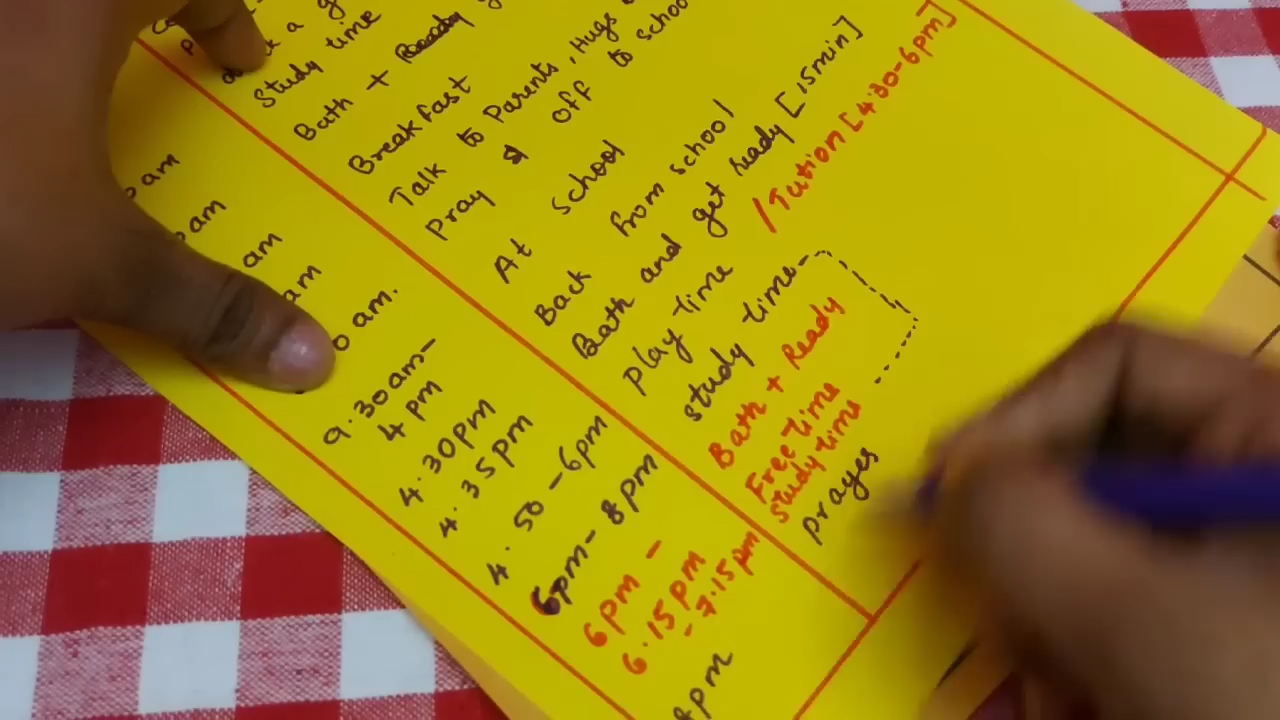 Study time
Bath + Ready
Breakfast
Talk to Parents, Hugs
Pray & off to school
At School
Back from school
Bath and get ready [15min]
Play Time /Tution [4.30-6pm]
study time
Bath + Ready
Free time
study time
prayes
am
am
am
am
am.
9.30am-
4pm
4.30pm
4.35pm
4.50-6pm
6pm-8pm
6pm -
6.15pm
-7.15pm
pm